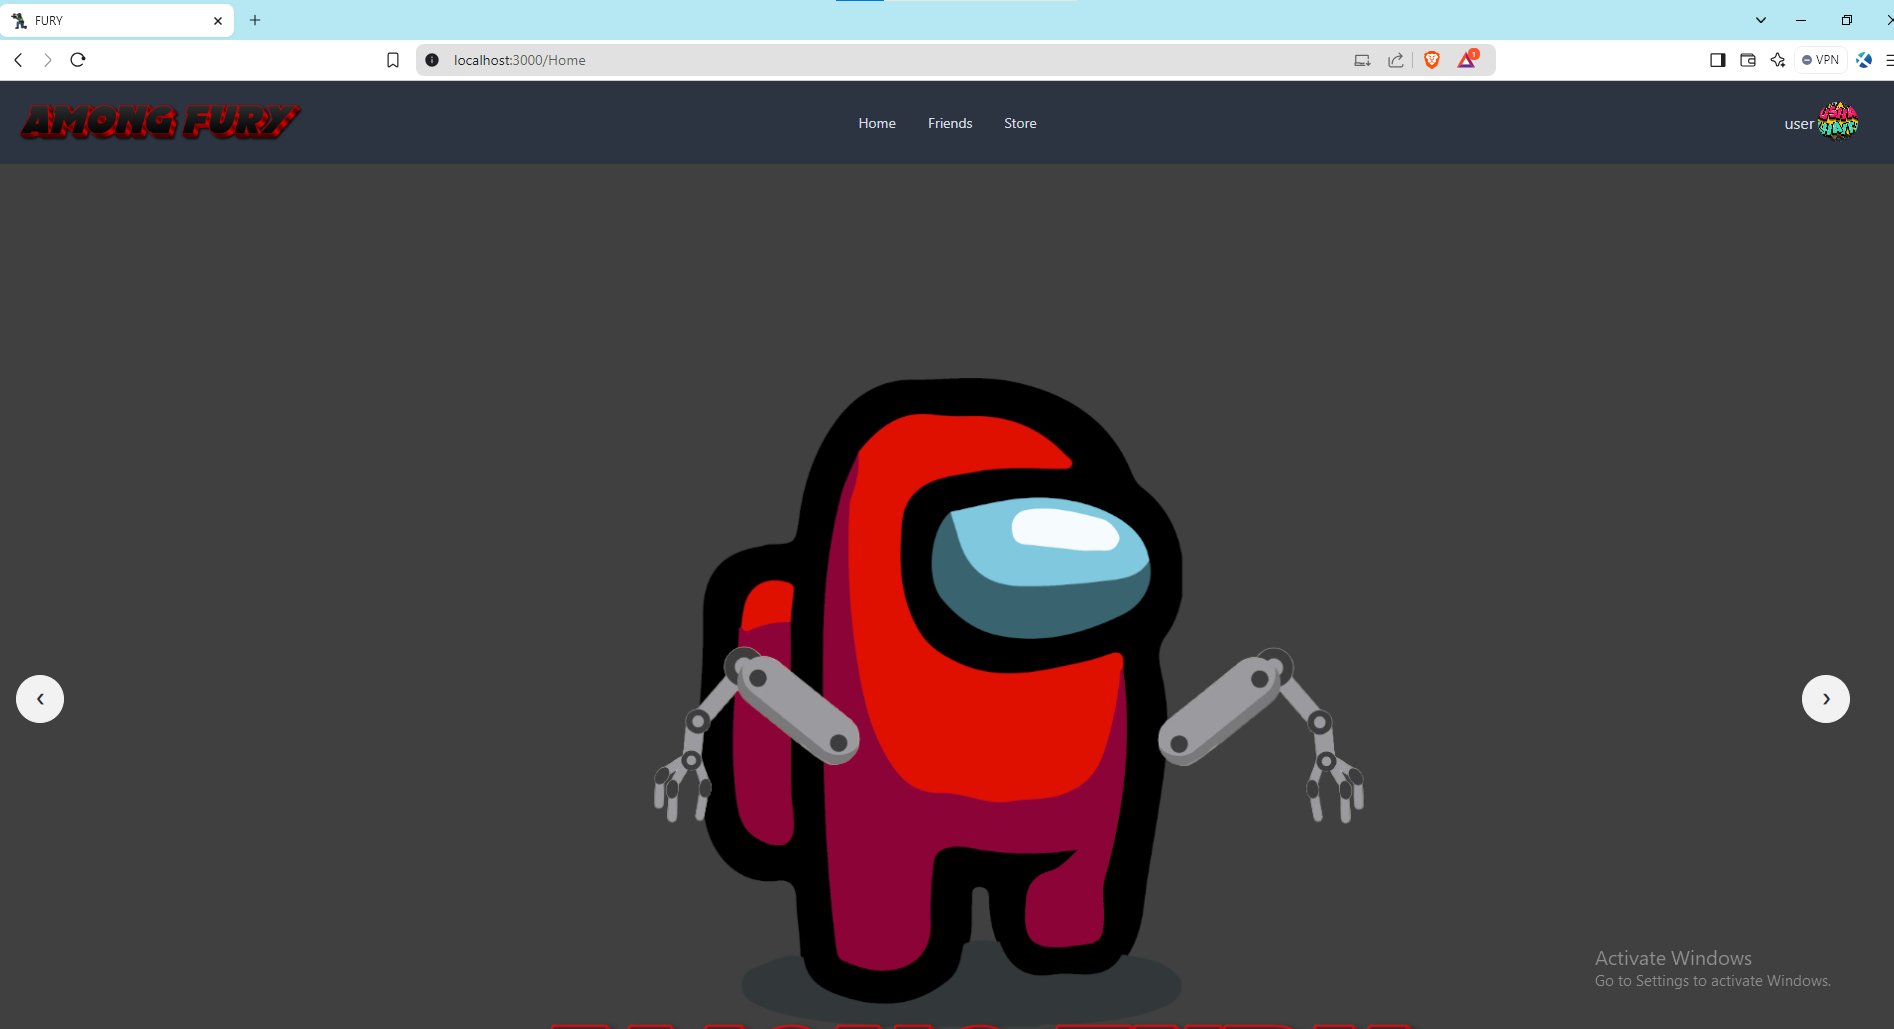 FURY
localhost:3000/Home
1
VPN
AMONG FURY
Home
Friends
Store
user
Activate Windows
Go to Settings to activate Windows.